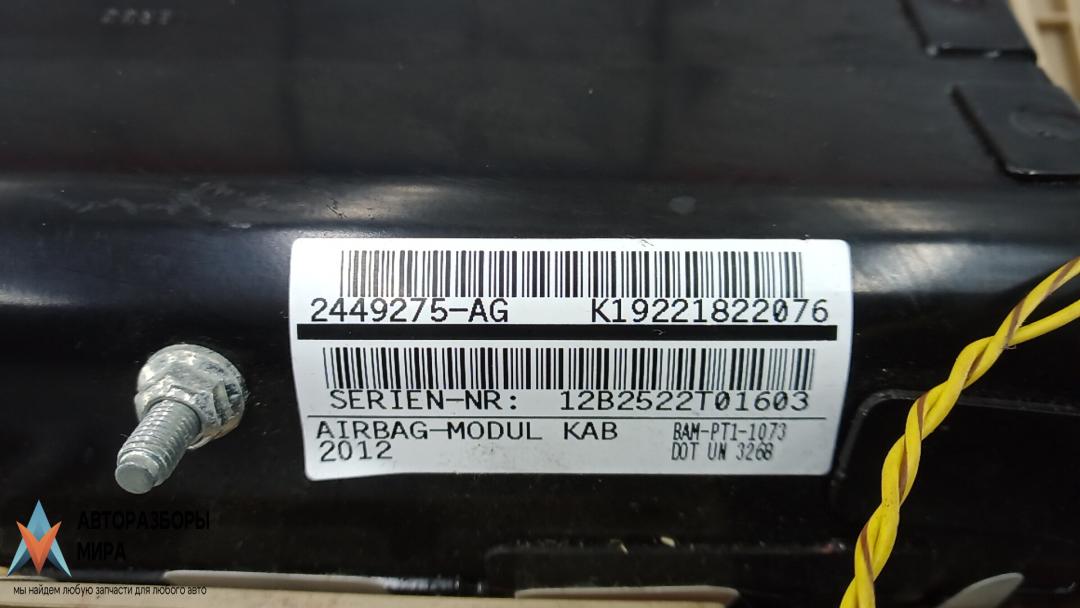 2449275-AG K19221822076
SERIEN-NR: 12B2522T01603
AIRBAG-MODUL KAB BAM-PT1-1073
2012 DOT UN 3268
АВТОРАЗБОРЫ
МИРА
мы найдем любую запчасти для любого авто